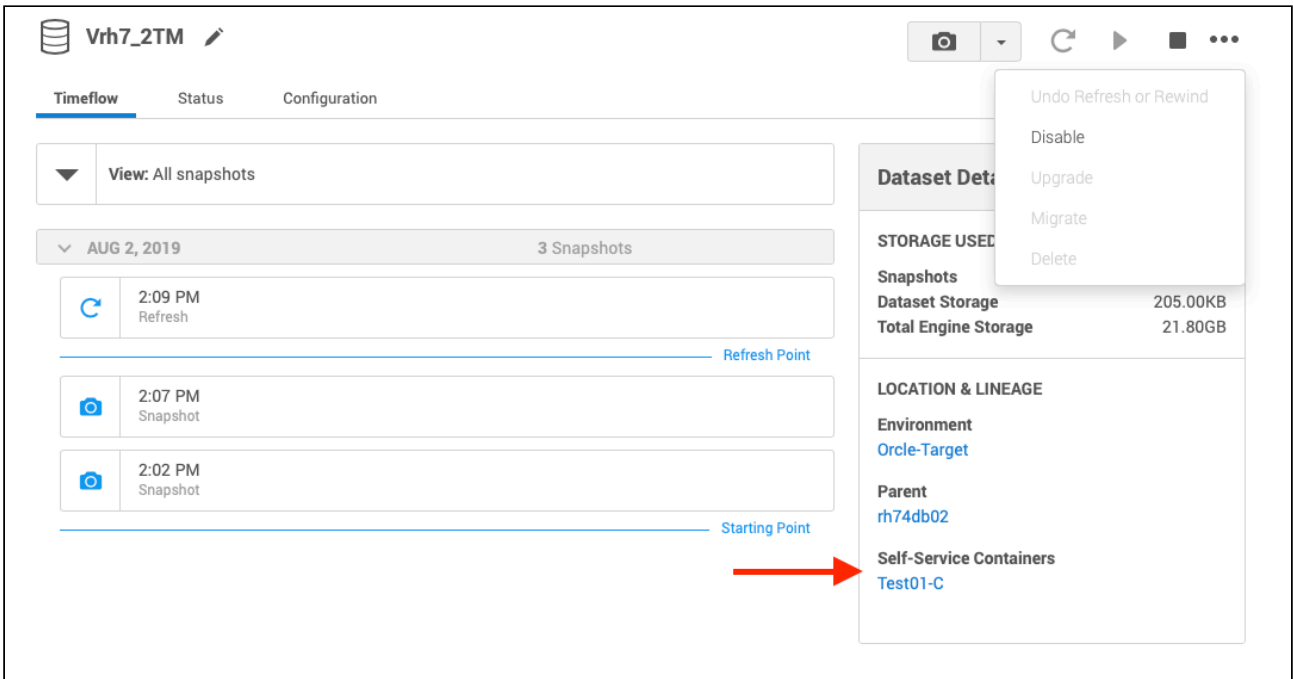 Vrh7_2TM
Timeflow Status Configuration
Undo Refresh or Rewind
Disable
Upgrade
Migrate
Delete
View: All snapshots
AUG 2, 2019 3 Snapshots
2:09 PM
Refresh
Refresh Point
2:07 PM
Snapshot
2:02 PM
Snapshot
Starting Point
Dataset Deta
STORAGE USED
Snapshots
Dataset Storage 205.00KB
Total Engine Storage 21.80GB
LOCATION & LINEAGE
Environment
Orcle-Target
Parent
rh74db02
Self-Service Containers
Test01-C